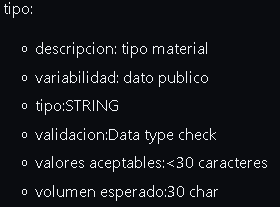 tipo:
descripcion: tipo material
variabilidad: dato publico
tipo:STRING
validacion:Data type check
valores aceptables:<30 caracteres
volumen esperado:30 char